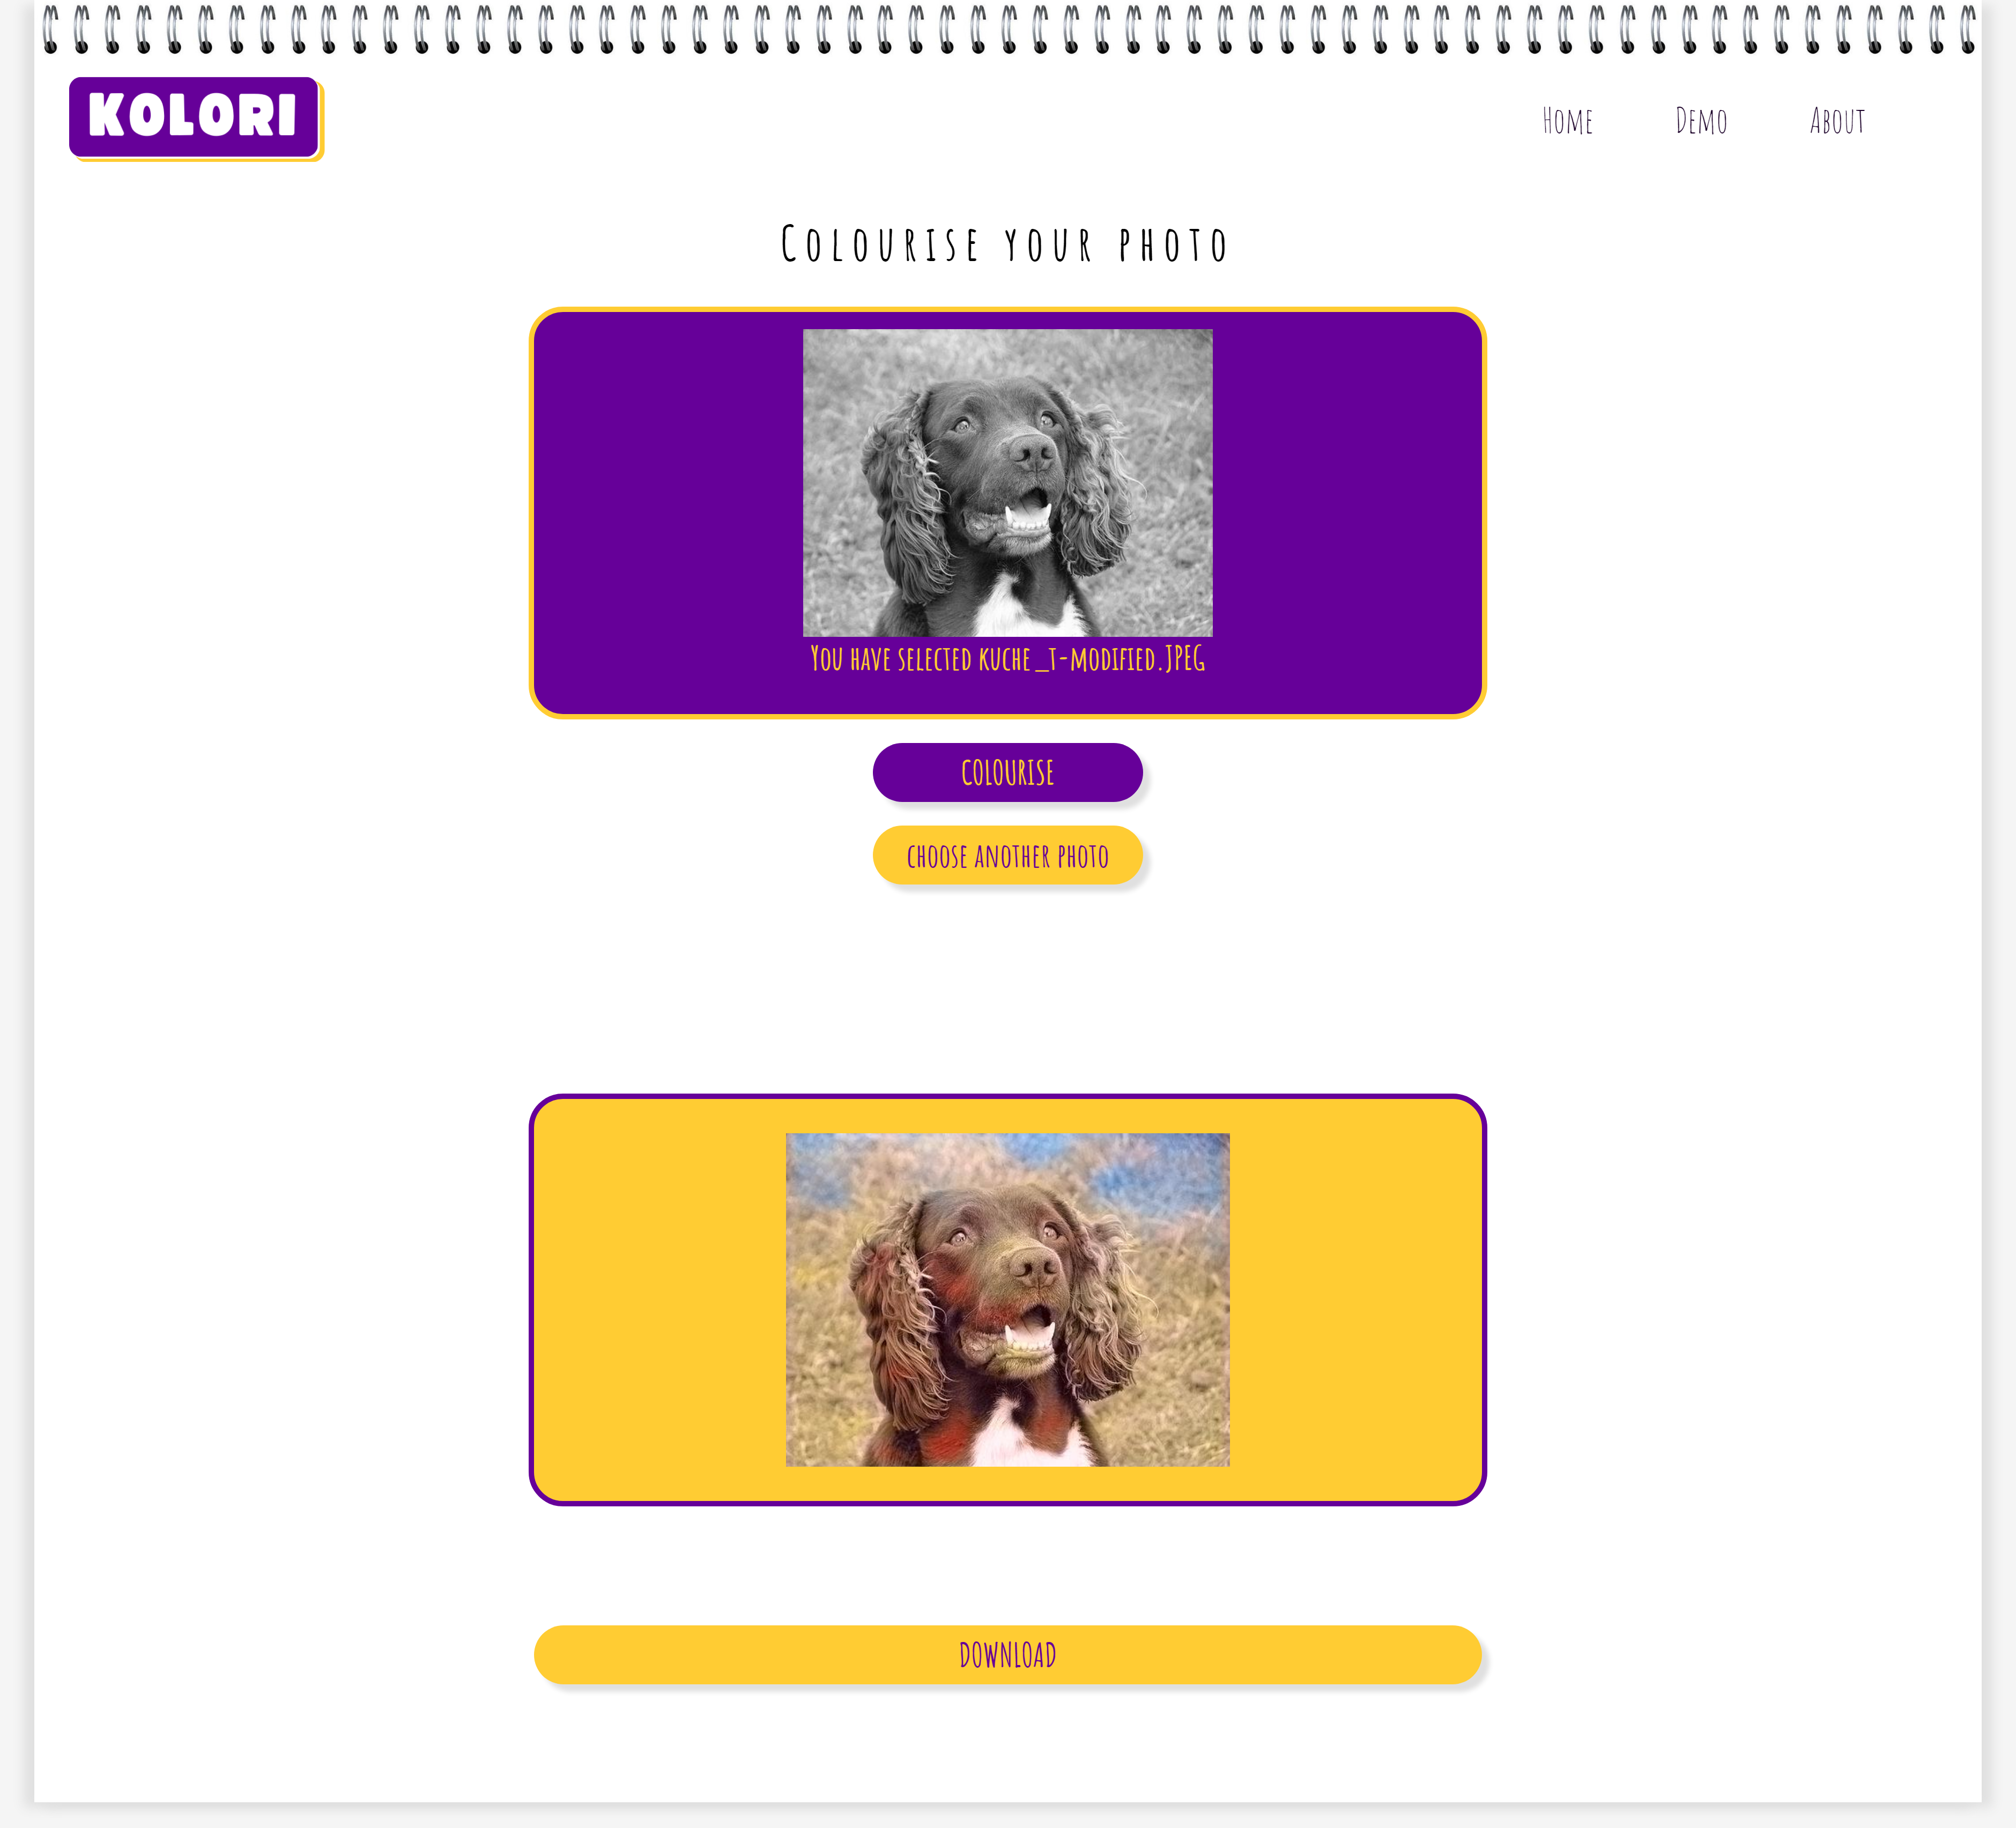 KOLORI
Home Demo About
Colourise your photo
You have selected kuche_t-modified.JPEG
COLOURISE
CHOOSE ANOTHER PHOTO
DOWNLOAD